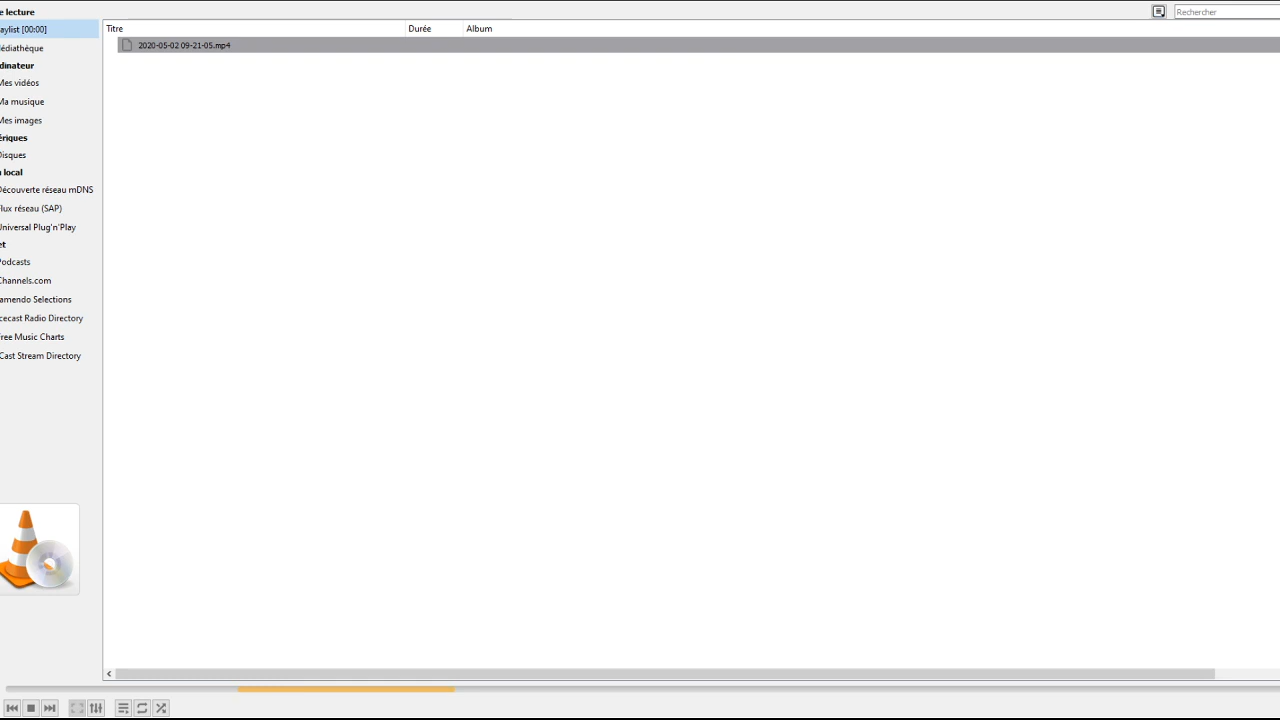 e lecture
Rechercher
aylist [00:00]
Titre
Durée
Album
édiathèque
2020-05-02 09-21-05.mp4
dinateur
Mes vidéos
Ma musique
Mes images
ériques
Disques
local
Découverte réseau mDNS
Flux réseau (SAP)
Universal Plug'n'Play
et
Podcasts
Channels.com
amendo Selections
cecast Radio Directory
Free Music Charts
Cast Stream Directory